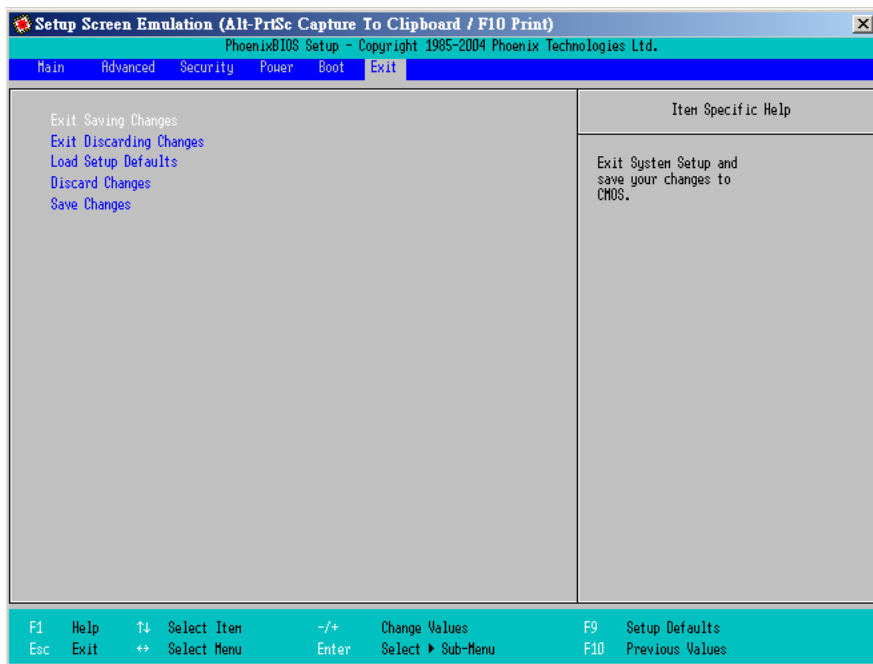 Setup Screen Emulation (Alt-PrtSc Capture To Clipboard / F10 Print)
PhoenixBIOS Setup - Copyright 1985-2004 Phoenix Technologies Ltd.
Main Advanced Security Power Boot Exit
Item Specific Help
Exit Saving Changes
Exit Discarding Changes
Load Setup Defaults
Discard Changes
Save Changes
Exit System Setup and
save your changes to
CMOS.
F1 Help ↑↓ Select Item -/+ Change Values F9 Setup Defaults
Esc Exit ↔ Select Menu Enter Select ▶ Sub-Menu F10 Previous Values